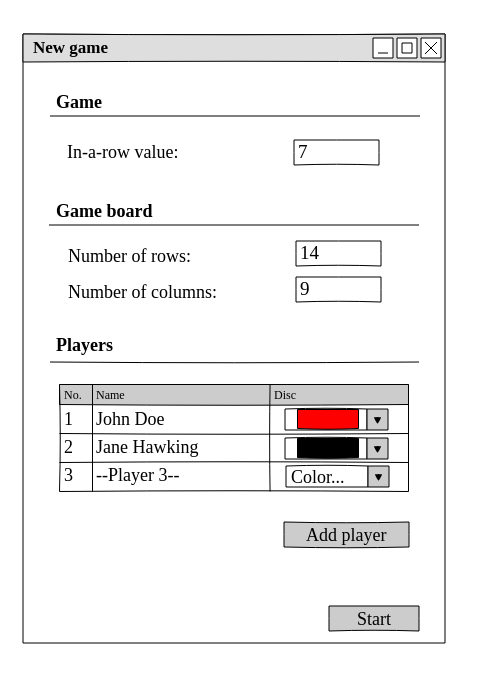 New game
Game
In-a-row value: 7
Game board
Number of rows: 14
Number of columns: 9
Players
No. Name Disc
1 John Doe
2 Jane Hawking
3 --Player 3-- Color...
Add player
Start